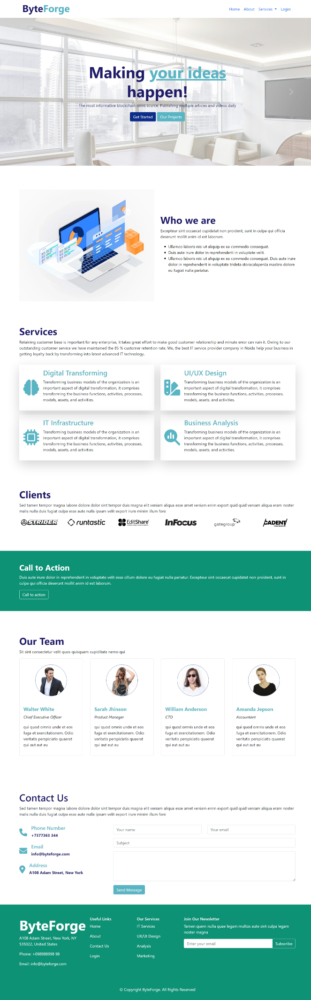 ByteForge
Home About Services Login
Making your ideas
happen!
The most informative blockchain news source. Publishing multiple articles and videos daily
Get Started Our Projects
Who we are
Excepteur sint occaecat cupidatat non proident, sunt in culpa qui officia
deserunt mollit anim id est laborum.
Ullamco laboris nisi ut aliquip ex ea commodo consequat.
Duis aute irure dolor in reprehenderit in voluptate velit.
Ullamco laboris nisi ut aliquip ex ea commodo consequat. Duis aute irure
dolor in reprehenderit in voluptate trideta storacalaperda mastiro dolore
eu fugiat nulla pariatur.
Services
Retaining customer base is important for any enterprise, it takes great effort to make good customer relationship and minute error can ruin it. Owing to our
outstanding customer service we have maintained the 85 % customer retention rate. We, the best IT service provider company in Noida help your business in
getting loyalty back by transforming into latest advanced IT technology.
Digital Transforming
Transforming business models of the organization is an
important aspect of digital transformation, it comprises
transforming the business functions, activities, processes,
models, assets, and activities.
UI/UX Design
Transforming business models of the organization is an
important aspect of digital transformation, it comprises
transforming the business functions, activities, processes,
models, assets, and activities.
IT Infrastructure
Transforming business models of the organization is an
important aspect of digital transformation, it comprises
transforming the business functions, activities, processes,
models, assets, and activities.
Business Analysis
Transforming business models of the organization is an
important aspect of digital transformation, it comprises
transforming the business functions, activities, processes,
models, assets, and activities.
Clients
Sed tamen tempor magna labore dolore dolor sint tempor duis magna elit veniam aliqua esse amet veniam enim export quid quid veniam aliqua eram noster
malis nulla duis fugiat culpa esse aute nulla ipsum velit export irure minim illum fore
STRIDER runtastic EditShare InFocus gategroup CADENT
TECHNOLOGY
Call to Action
Duis aute irure dolor in reprehenderit in voluptate velit esse cillum dolore eu fugiat nulla pariatur. Excepteur sint occaecat cupidatat non proident, sunt in
culpa qui officia deserunt mollit anim id est laborum.
Call to action
Our Team
Sit sint consectetur velit quos quisquam cupiditate nemo qui
Walter White
Chief Executive Officer
qui quod omnis unde et eos
fuga et exercitationem. Odio
veritatis perspiciatis quaerat
qui aut aut au
Sarah Jhinson
Product Manager
qui quod omnis unde et eos
fuga et exercitationem. Odio
veritatis perspiciatis quaerat
qui aut aut au
William Anderson
CTO
qui quod omnis unde et eos
fuga et exercitationem. Odio
veritatis perspiciatis quaerat
qui aut aut au
Amanda Jepson
Accountant
qui quod omnis unde et eos
fuga et exercitationem. Odio
veritatis perspiciatis quaerat
qui aut aut au
Contact Us
Sed tamen tempor magna labore dolore dolor sint tempor duis magna elit veniam aliqua esse amet veniam enim export quid quid veniam aliqua eram noster
malis nulla duis fugiat culpa esse aute nulla ipsum velit export irure minim illum fore
Phone Number
+7377363 344
Email
info@byteforge.com
Address
A108 Adam Street, New York
Your name
Your email
Subject
Send Message
ByteForge
A108 Adam Street, New York, NY
535022, United States
Phone: +098988998 98
Email: info@byteforge.com
Useful Links
Home
About
Contact Us
Login
Our Services
IT Services
UX/UI Design
Analysis
Marketing
Join Our Newsletter
Tamen quem nulla quae legam multos aute sint culpa legam
noster magna
Enter your email Subscribe
© Copyright ByteForge. All Rights Reserved